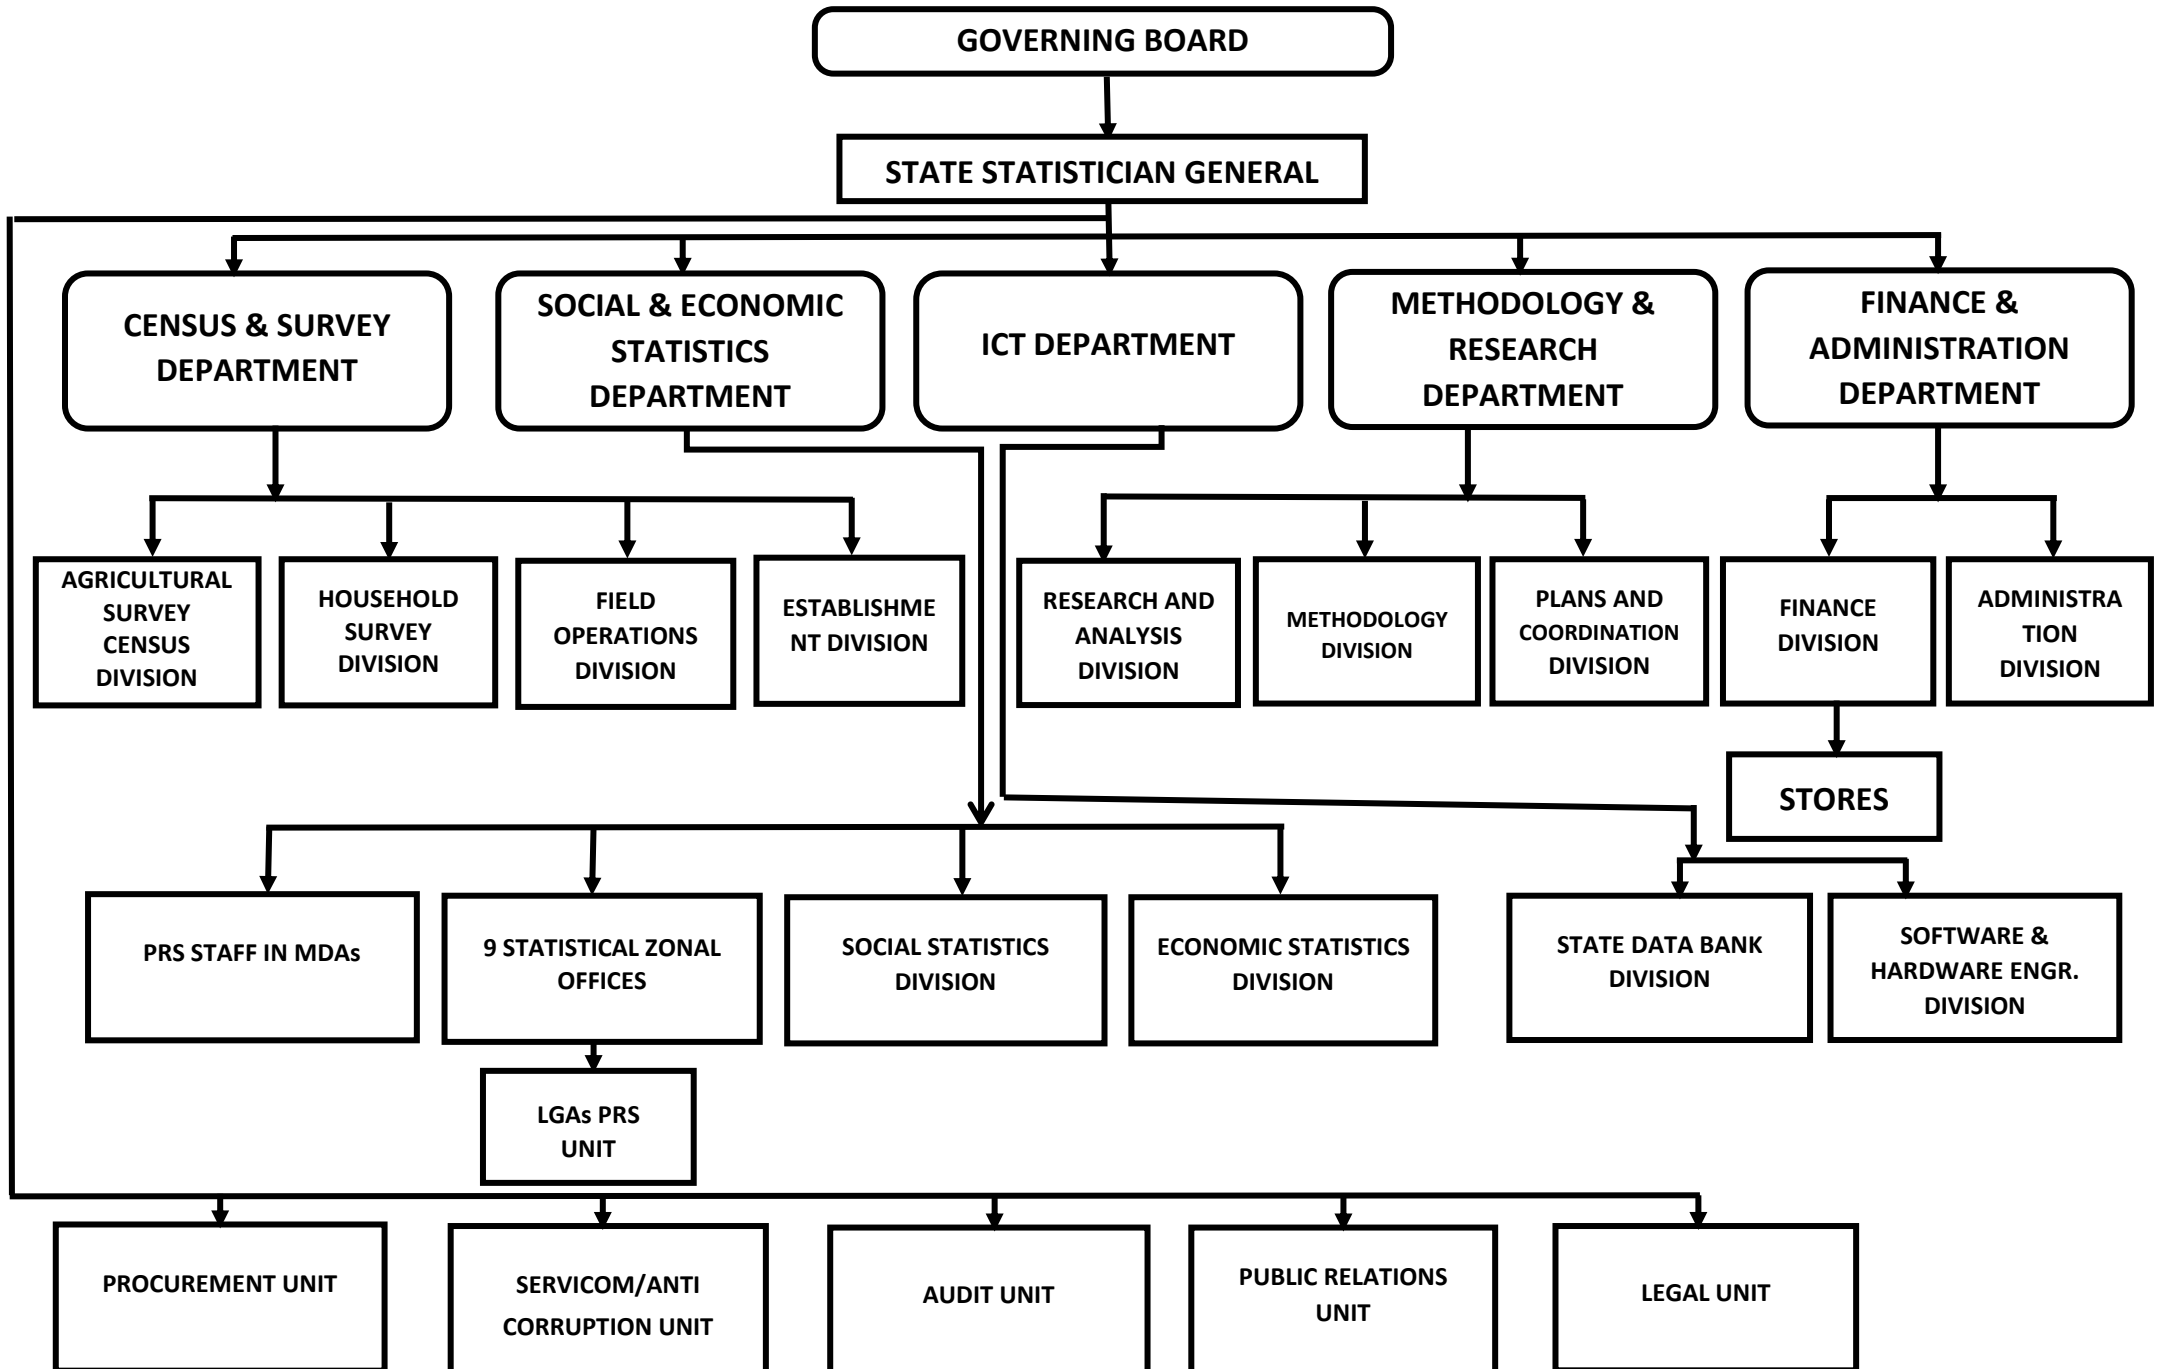 GOVERNING BOARD
STATE STATISTICIAN GENERAL
CENSUS & SURVEY
DEPARTMENT
SOCIAL & ECONOMIC
STATISTICS
DEPARTMENT
ICT DEPARTMENT
METHODOLOGY &
RESEARCH
DEPARTMENT
FINANCE &
ADMINISTRATION
DEPARTMENT
AGRICULTURAL
SURVEY
CENSUS
DIVISION
HOUSEHOLD
SURVEY
DIVISION
FIELD
OPERATIONS
DIVISION
ESTABLISHME
NT DIVISION
RESEARCH AND
ANALYSIS
DIVISION
METHODOLOGY
DIVISION
PLANS AND
COORDINATION
DIVISION
FINANCE
DIVISION
ADMINISTRA
TION
DIVISION
STORES
PRS STAFF IN MDAs
9 STATISTICAL ZONAL
OFFICES
SOCIAL STATISTICS
DIVISION
ECONOMIC STATISTICS
DIVISION
STATE DATA BANK
DIVISION
SOFTWARE &
HARDWARE ENGR.
DIVISION
LGAs PRS
UNIT
PROCUREMENT UNIT
SERVICOM/ANTI
CORRUPTION UNIT
AUDIT UNIT
PUBLIC RELATIONS
UNIT
LEGAL UNIT